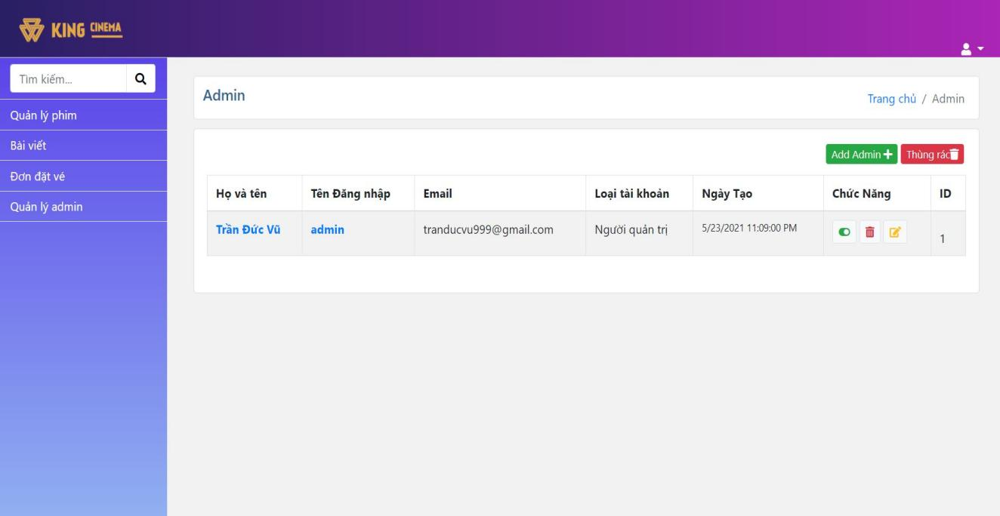 KING CINEMA
Tìm kiếm...
Quản lý phim
Bài viết
Đơn đặt vé
Quản lý admin
Admin
Trang chủ / Admin
Add Admin Thùng rác
Họ và tên Tên Đăng nhập Email Loại tài khoản Ngày Tạo Chức Năng ID
Trần Đức Vũ admin tranducvu999@gmail.com Người quản trị 5/23/2021 11:09:00 PM 1